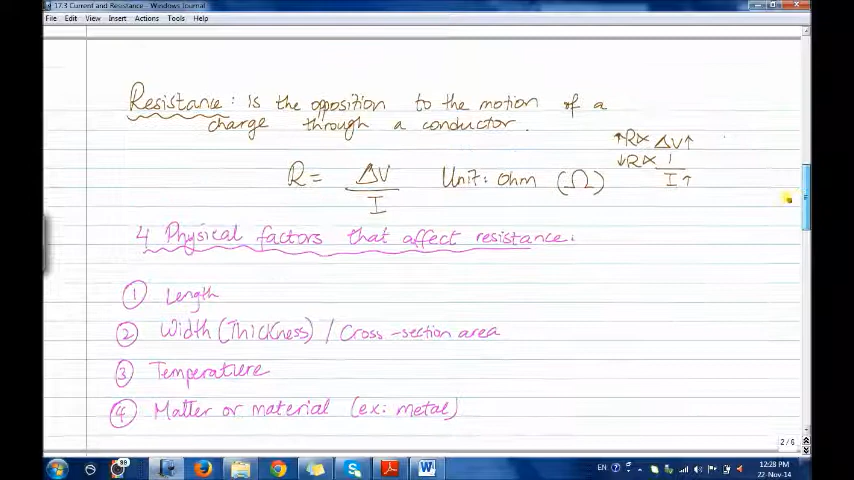 17.3 Current and Resistance - Windows Journal
File Edit View Insert Actions Tools Help
Resistance: is the opposition to the motion of a
charge through a conductor.
↑R∝ ΔV↑
↓R∝ 1
I↑
R= ΔV
I
Unit: Ohm (Ω)
4 Physical factors that affect resistance.
① Length
② Width (Thickness) / Cross-section area
③ Temperature
④ Matter or material (ex: metal)
2 / 6
99
EN
12:28 PM
22-Nov-14